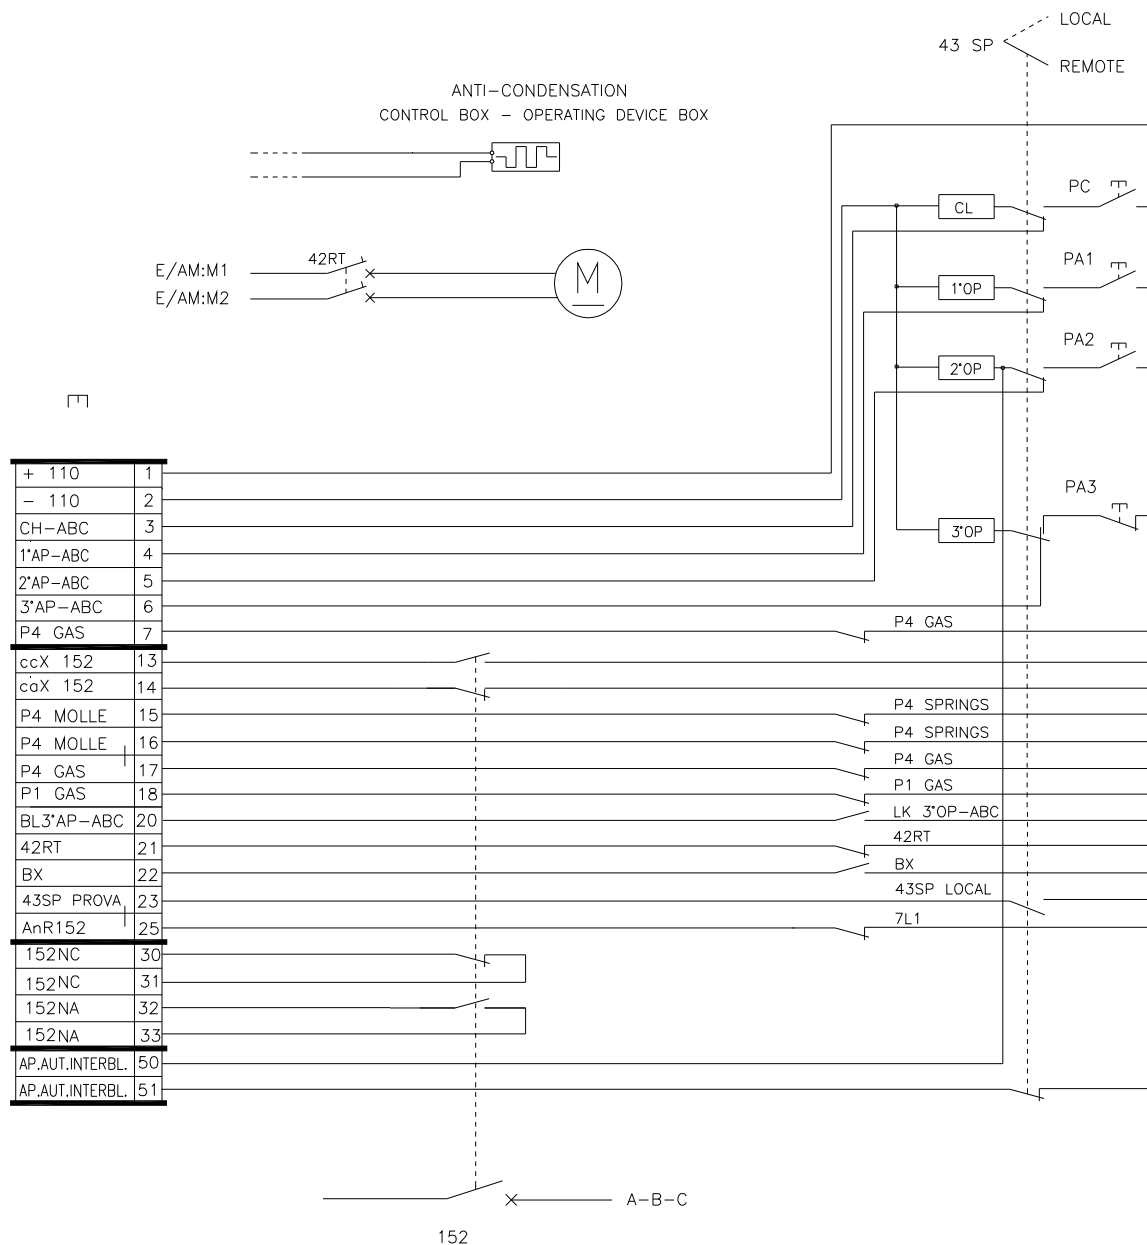 LOCAL
43 SP
REMOTE
ANTI-CONDENSATION
CONTROL BOX - OPERATING DEVICE BOX
PC
CL
42RT
E/AM:M1
E/AM:M2
M
PA1
1°OP
PA2
2°OP
PA3
3°OP
+ 110 1
- 110 2
CH-ABC 3
1°AP-ABC 4
2°AP-ABC 5
3°AP-ABC 6
P4 GAS 7 P4 GAS
ccX 152 13
caX 152 14
P4 MOLLE 15 P4 SPRINGS
P4 MOLLE 16 P4 SPRINGS
P4 GAS 17 P4 GAS
P1 GAS 18 P1 GAS
BL3°AP-ABC 20 LK 3°OP-ABC
42RT 21 42RT
BX 22 BX
43SP PROVA 23 43SP LOCAL
AnR152 25 7L1
152NC 30
152NC 31
152NA 32
152NA 33
AP.AUT.INTERBL. 50
AP.AUT.INTERBL. 51
A-B-C
152